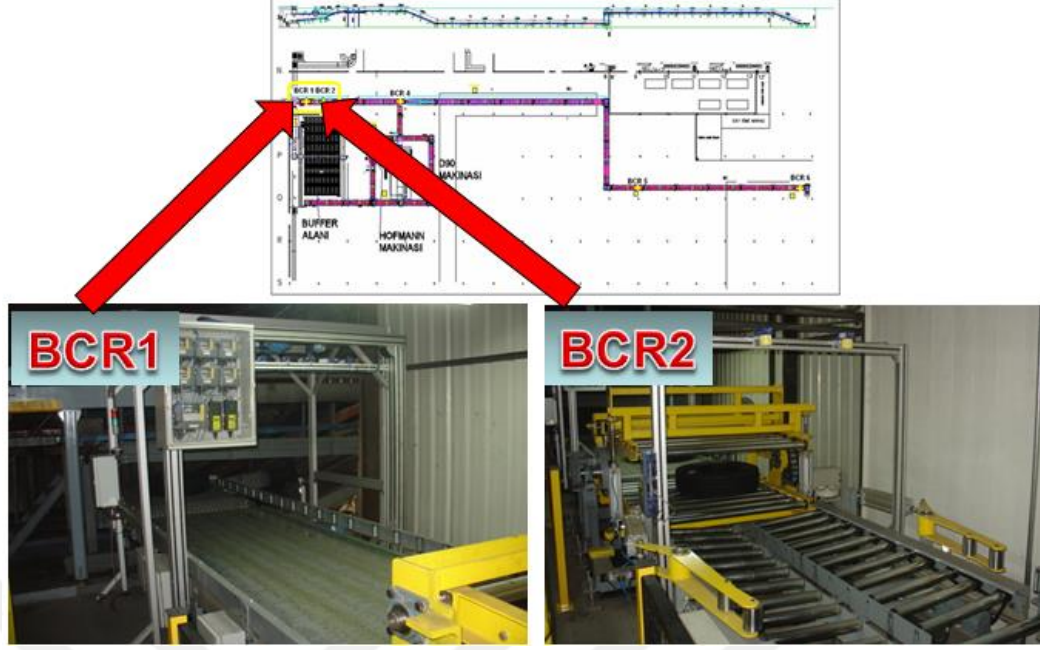 BCR 1 BCR 2
BCR 4
D90
MAKINASI
BCR 5
BCR 6
BUFFER
ALANI
HOFMANN
MAKINASI
BCR1
BCR2